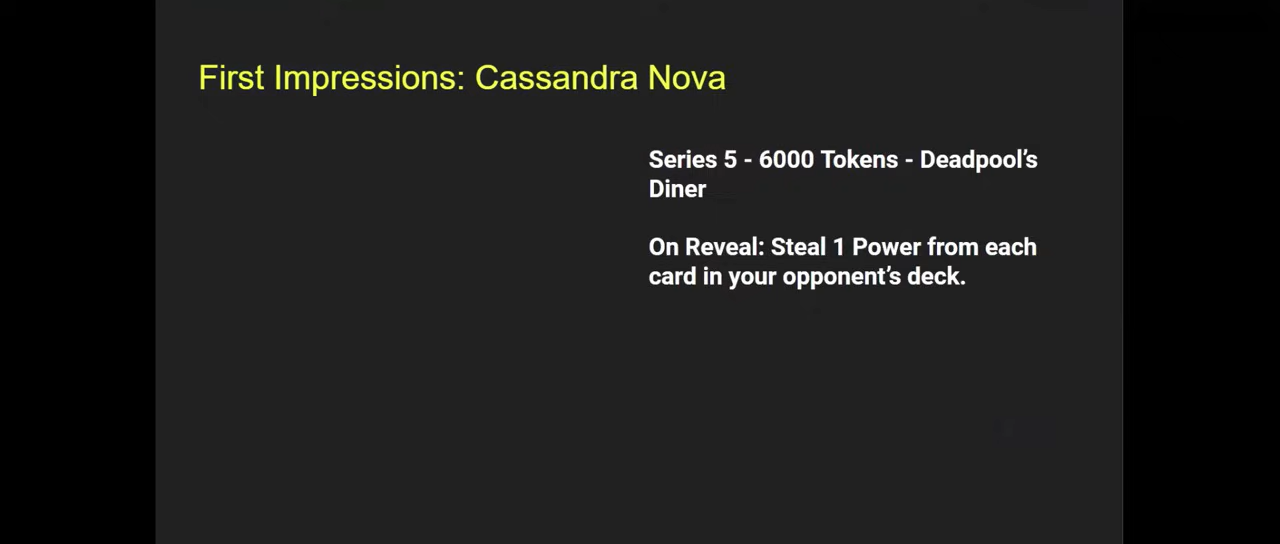 First Impressions: Cassandra Nova
Series 5 - 6000 Tokens - Deadpool’s
Diner
On Reveal: Steal 1 Power from each
card in your opponent’s deck.